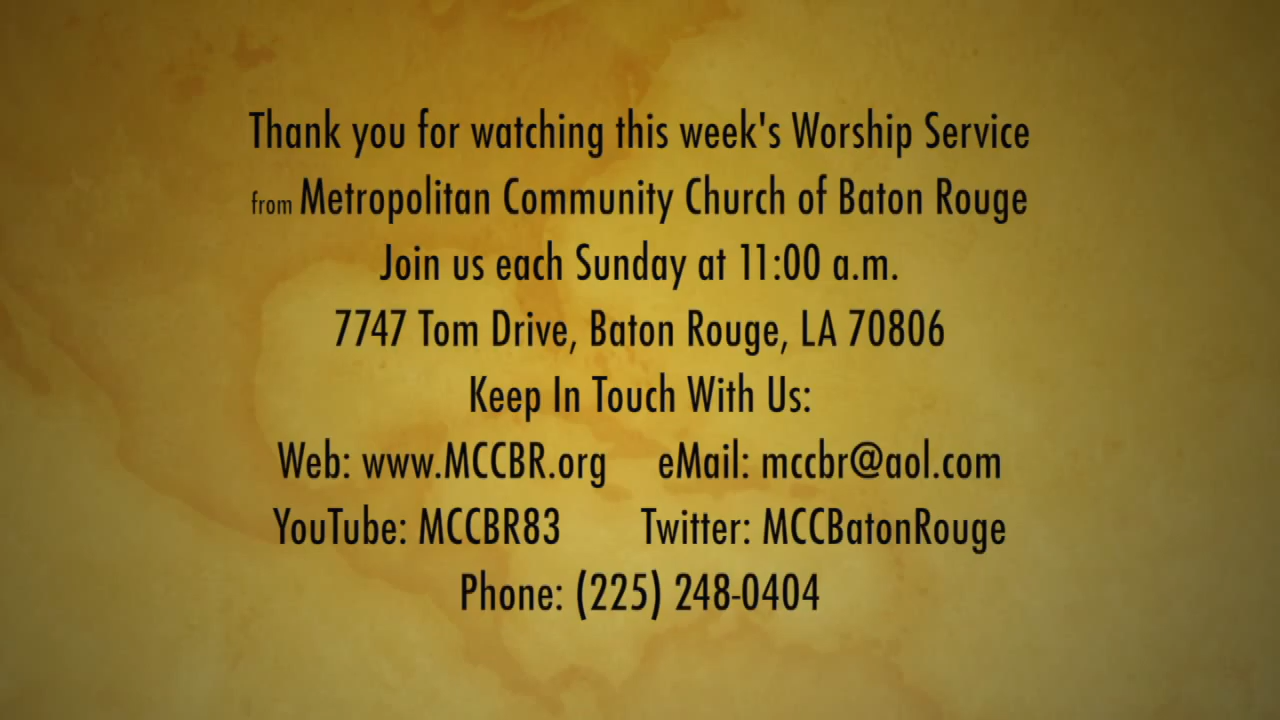 Thank you for watching this week's Worship Service
from Metropolitan Community Church of Baton Rouge
Join us each Sunday at 11:00 a.m.
7747 Tom Drive, Baton Rouge, LA 70806
Keep In Touch With Us:
Web: www.MCCBR.org eMail: mccbr@aol.com
YouTube: MCCBR83 Twitter: MCCBatonRouge
Phone: (225) 248-0404